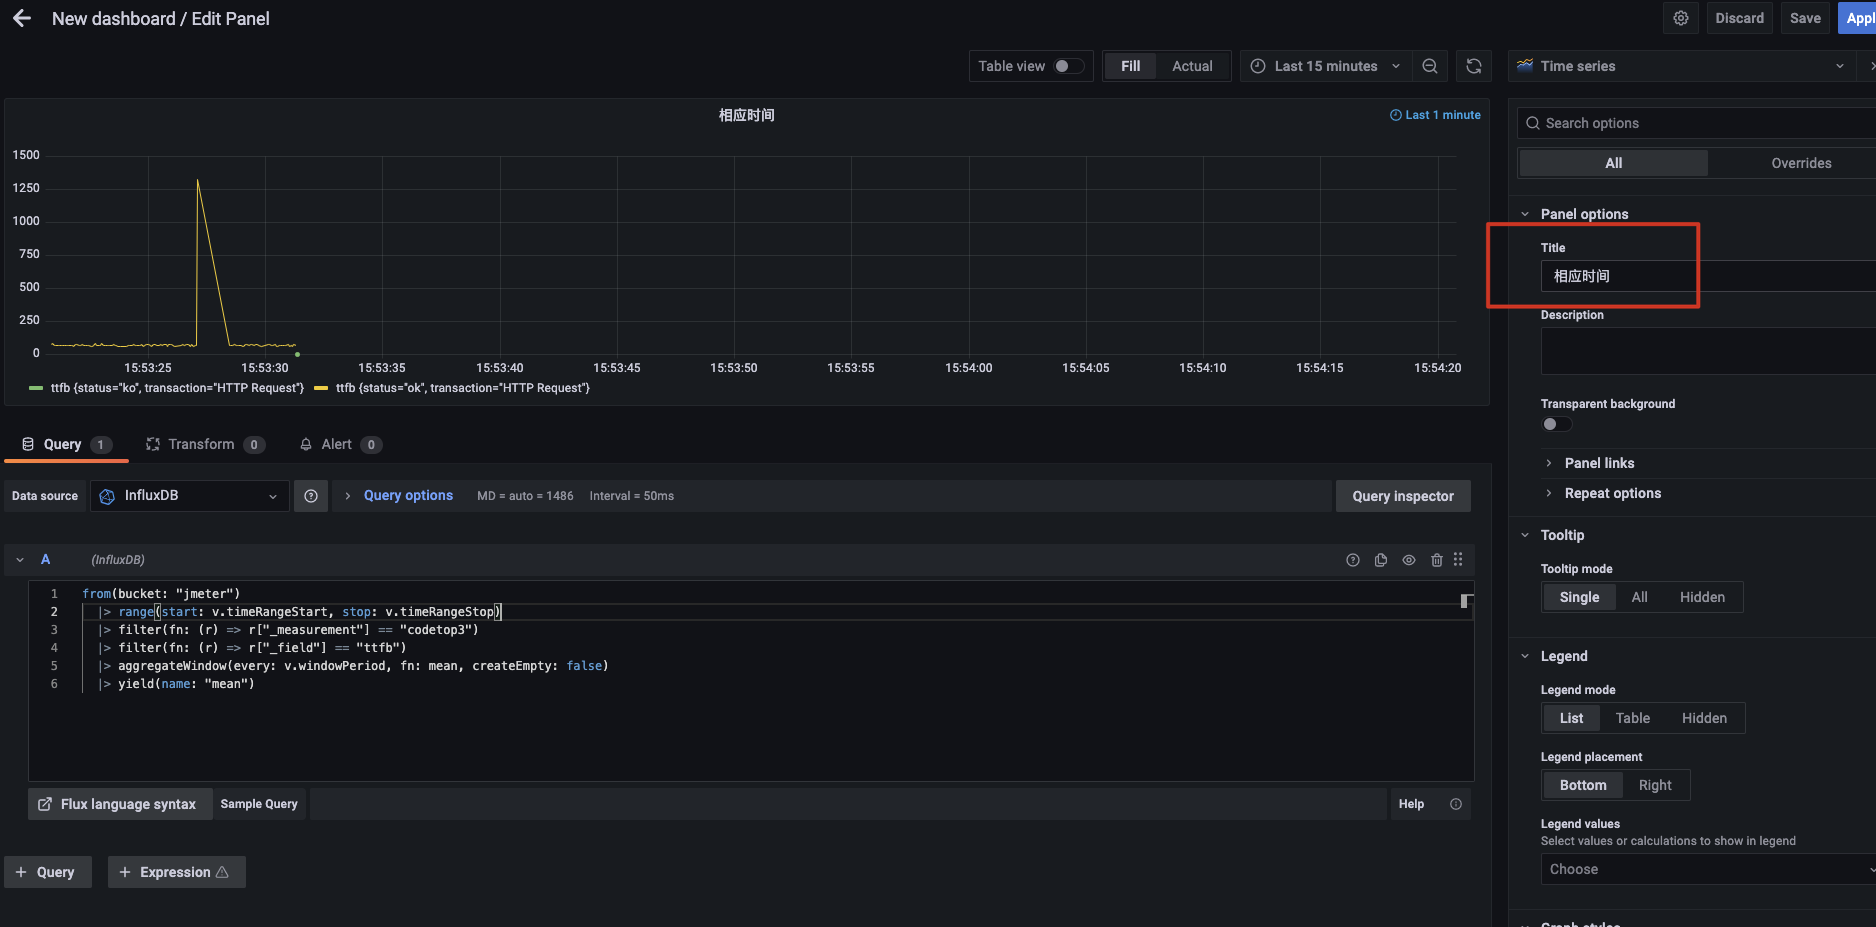 New dashboard / Edit Panel
Discard
Save
Appl
Table view
Fill
Actual
Last 15 minutes
Time series
相应时间
Last 1 minute
1500
1250
1000
750
500
250
0
15:53:25
15:53:30
15:53:35
15:53:40
15:53:45
15:53:50
15:53:55
15:54:00
15:54:05
15:54:10
15:54:15
15:54:20
ttfb {status="ko", transaction="HTTP Request"}
ttfb {status="ok", transaction="HTTP Request"}
Query 1
Transform 0
Alert 0
Data source
InfluxDB
Query options
MD = auto = 1486
Interval = 50ms
Query inspector
A
(InfluxDB)
1 from(bucket: "jmeter")
2 |> range(start: v.timeRangeStart, stop: v.timeRangeStop)
3 |> filter(fn: (r) => r["_measurement"] == "codetop3")
4 |> filter(fn: (r) => r["_field"] == "ttfb")
5 |> aggregateWindow(every: v.windowPeriod, fn: mean, createEmpty: false)
6 |> yield(name: "mean")
Flux language syntax
Sample Query
Help
+ Query
+ Expression
Search options
All
Overrides
Panel options
Title
相应时间
Description
Transparent background
Panel links
Repeat options
Tooltip
Tooltip mode
Single
All
Hidden
Legend
Legend mode
List
Table
Hidden
Legend placement
Bottom
Right
Legend values
Select values or calculations to show in legend
Choose
Graph styles